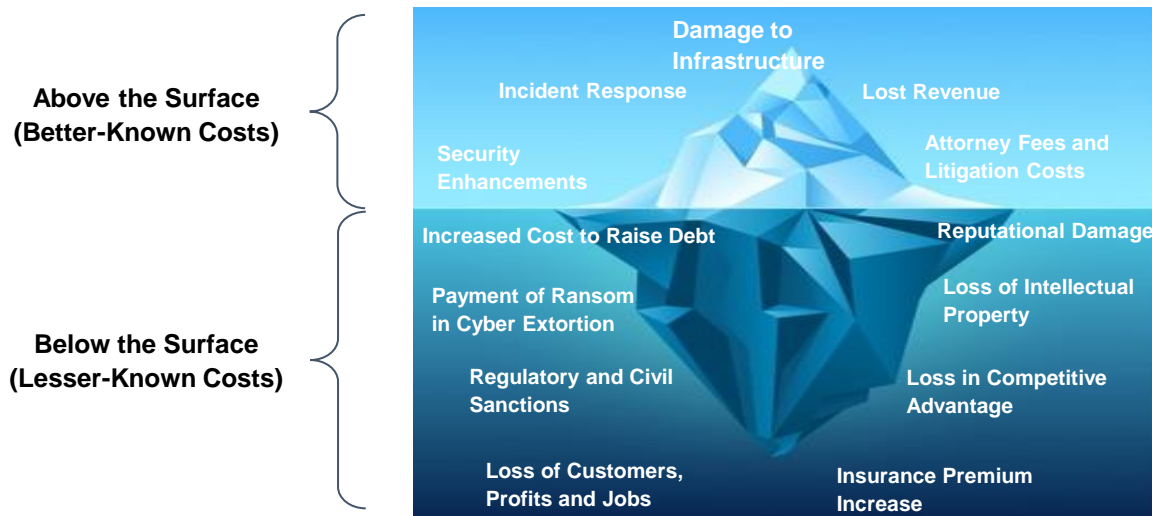 Above the Surface
(Better-Known Costs)
Damage to
Infrastructure
Incident Response
Lost Revenue
Security
Enhancements
Attorney Fees and
Litigation Costs
Below the Surface
(Lesser-Known Costs)
Increased Cost to Raise Debt
Reputational Damage
Payment of Ransom
in Cyber Extortion
Loss of Intellectual
Property
Regulatory and Civil
Sanctions
Loss in Competitive
Advantage
Loss of Customers,
Profits and Jobs
Insurance Premium
Increase